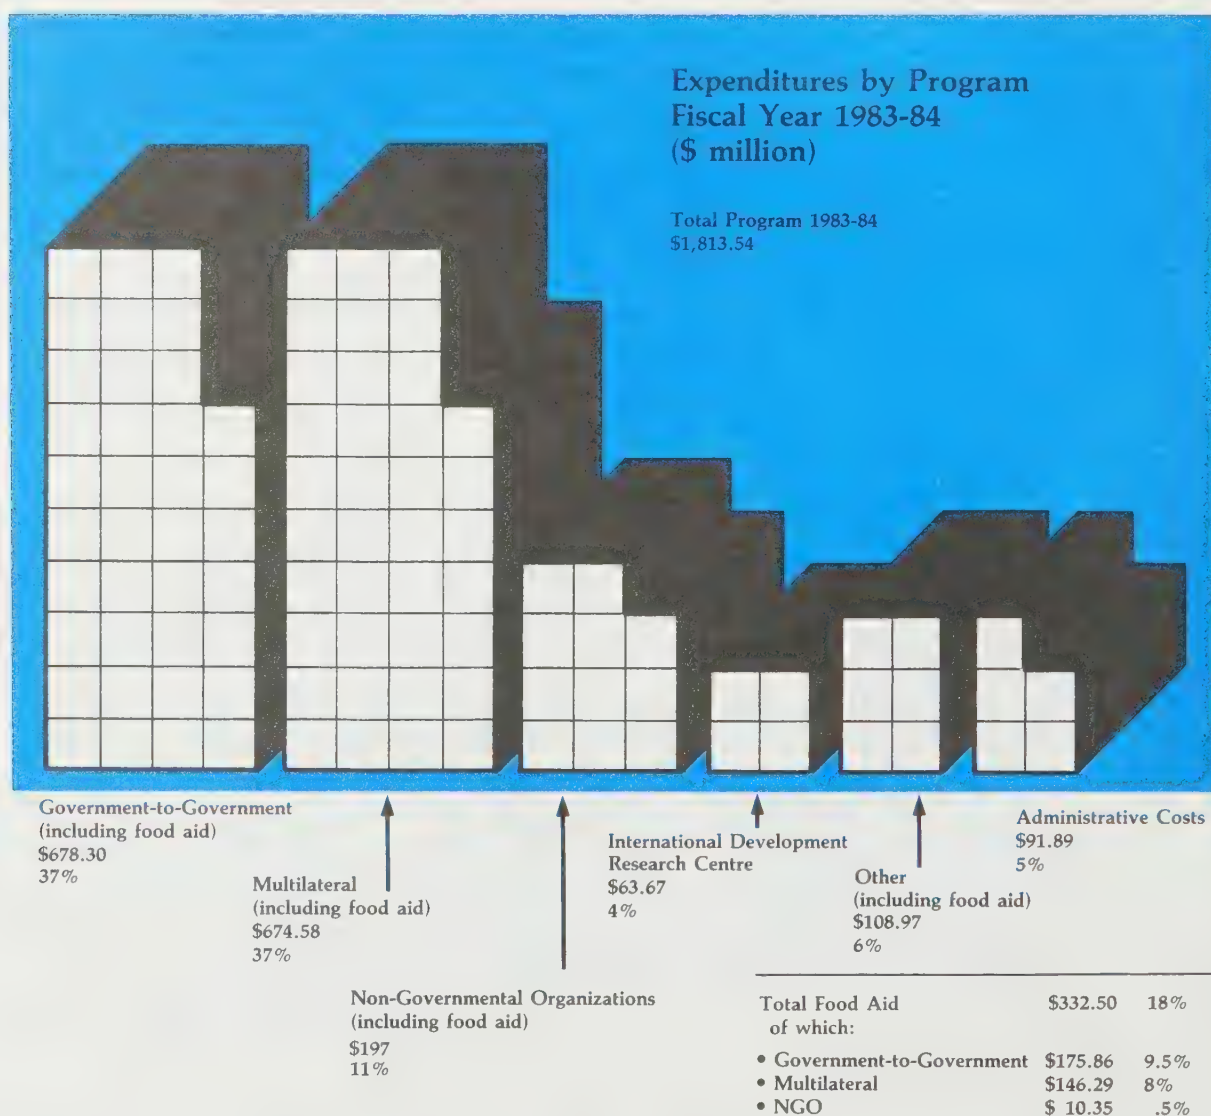 Expenditures by Program
Fiscal Year 1983-84
($ million)
Total Program 1983-84
$1,813.54
Government-to-Government
(including food aid)
$678.30
37%
Multilateral
(including food aid)
$674.58
37%
Non-Governmental Organizations
(including food aid)
$197
11%
International Development
Research Centre
$63.67
4%
Other
(including food aid)
$108.97
6%
Administrative Costs
$91.89
5%
Total Food Aid $332.50 18%
of which:
• Government-to-Government $175.86 9.5%
• Multilateral $146.29 8%
• NGO $ 10.35 .5%